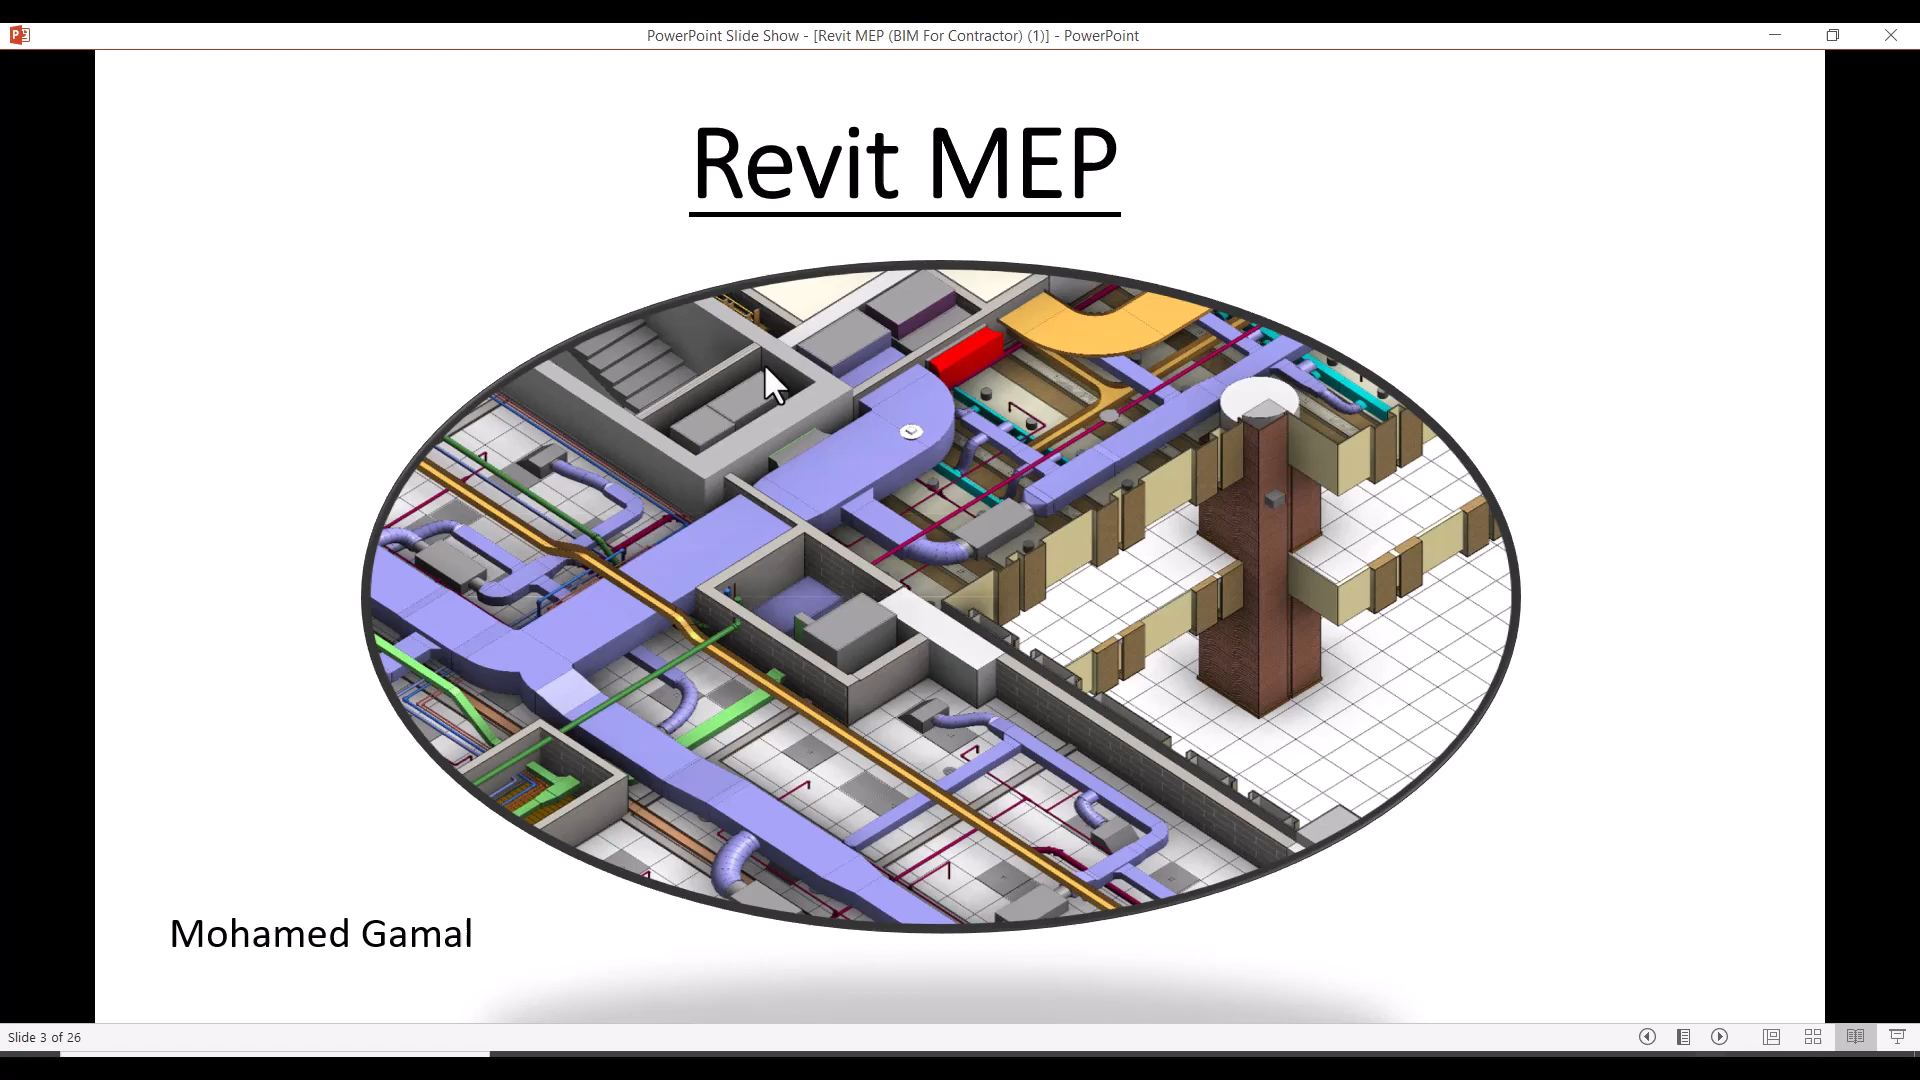 PowerPoint Slide Show - [Revit MEP (BIM For Contractor) (1)] - PowerPoint
Revit MEP
Mohamed Gamal
Slide 3 of 26